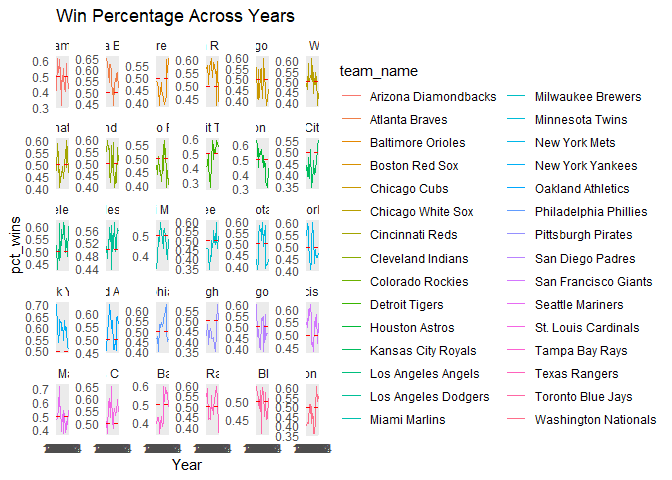 Win Percentage Across Years
am a E re R go W
0.6 0.65 0.55 0.60 0.60 0.60
0.5 0.60 0.50 0.55 0.55 0.55
0.4 0.55 0.45 0.50 0.50 0.50
0.3 0.50 0.40 0.45 0.45 0.45
0.45 0.40 0.40
nat nd o F it T on City
0.60 0.60 0.55 0.6 0.6 0.60
0.55 0.55 0.50 0.5 0.5 0.55
0.50 0.50 0.45 0.4 0.4 0.50
0.45 0.45 0.40 0.3 0.3 0.45
0.40 0.40 0.40
0.35
ele es M ee ota
0.60 0.56 0.5 0.60 0.60 0.60
0.55 0.52 0.4 0.55 0.55 0.55
0.50 0.48 0.50 0.50 0.50
0.45 0.44 0.45 0.45 0.45
0.40 0.40 0.40
0.35
k Y d A hia gh go cis
0.70 0.60 0.60 0.60 0.60
0.65 0.55 0.6 0.55 0.55 0.55
0.60 0.50 0.5 0.50 0.50 0.50
0.55 0.45 0.4 0.45 0.45 0.45
0.50 0.40 0.40 0.40
0.35
Ma C Ba Ra Bl on
0.7 0.65 0.6 0.60 0.50 0.60
0.6 0.60 0.5 0.55 0.45 0.55
0.5 0.55 0.4 0.50 0.50
0.4 0.50 0.45 0.45
0.40 0.40
0.35
pct_wins
Year
team_name
Arizona Diamondbacks
Atlanta Braves
Baltimore Orioles
Boston Red Sox
Chicago Cubs
Chicago White Sox
Cincinnati Reds
Cleveland Indians
Colorado Rockies
Detroit Tigers
Houston Astros
Kansas City Royals
Los Angeles Angels
Los Angeles Dodgers
Miami Marlins
Milwaukee Brewers
Minnesota Twins
New York Mets
New York Yankees
Oakland Athletics
Philadelphia Phillies
Pittsburgh Pirates
San Diego Padres
San Francisco Giants
Seattle Mariners
St. Louis Cardinals
Tampa Bay Rays
Texas Rangers
Toronto Blue Jays
Washington Nationals